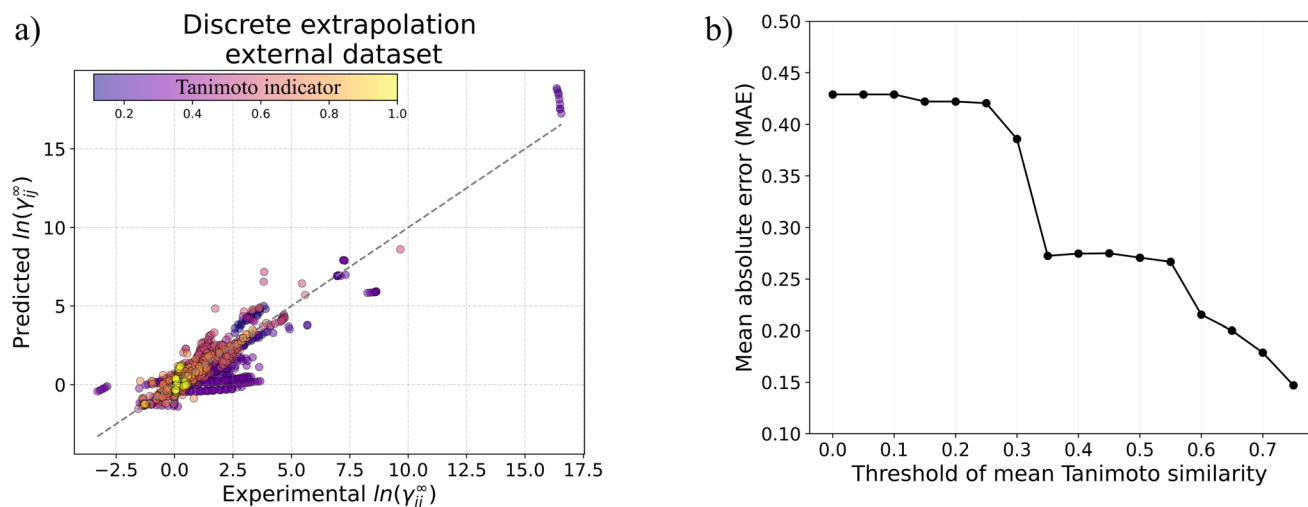 a)
Discrete extrapolation
external dataset
Tanimoto indicator
0.2 0.4 0.6 0.8 1.0
15
10
5
0
Predicted ln(γ∞ij)
−2.5 0.0 2.5 5.0 7.5 10.0 12.5 15.0 17.5
Experimental ln(γ∞ij)
b)
0.50
0.45
0.40
0.35
0.30
0.25
0.20
0.15
0.10
Mean absolute error (MAE)
0.0 0.1 0.2 0.3 0.4 0.5 0.6 0.7
Threshold of mean Tanimoto similarity